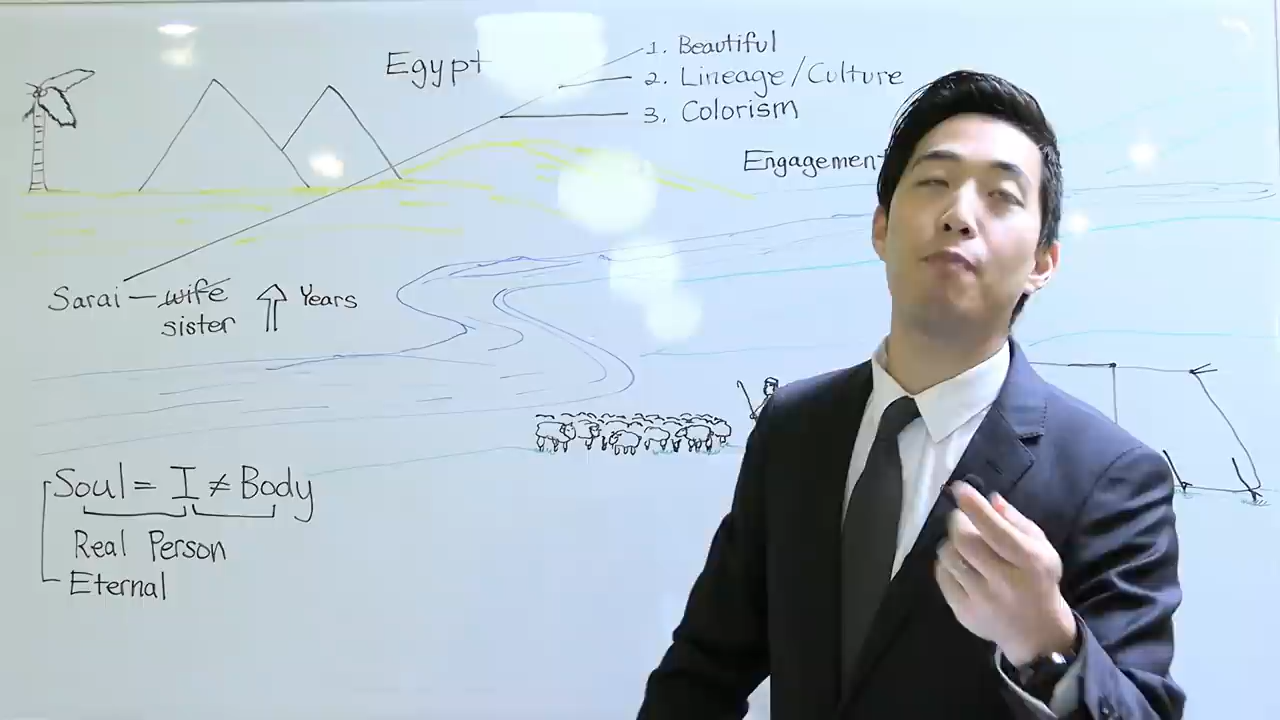 Egypt
1. Beautiful
2. Lineage/Culture
3. Colorism
Engagement
Sarai — wife ⇧ Years
sister
Soul = I ≠ Body
Real Person
Eternal